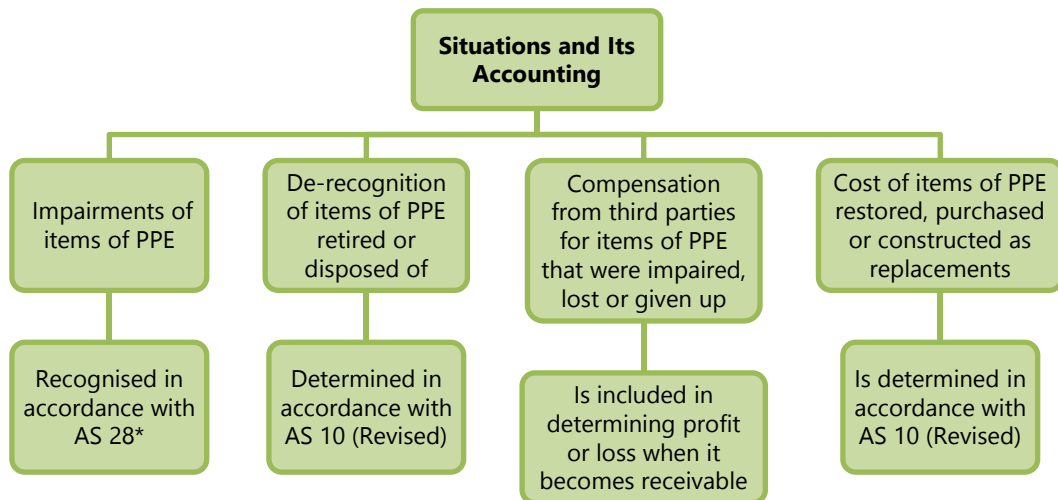 Situations and Its
Accounting
Impairments of
items of PPE
De-recognition
of items of PPE
retired or
disposed of
Compensation
from third parties
for items of PPE
that were impaired,
lost or given up
Cost of items of PPE
restored, purchased
or constructed as
replacements
Recognised in
accordance with
AS 28*
Determined in
accordance with
AS 10 (Revised)
Is included in
determining profit
or loss when it
becomes receivable
Is determined in
accordance with
AS 10 (Revised)